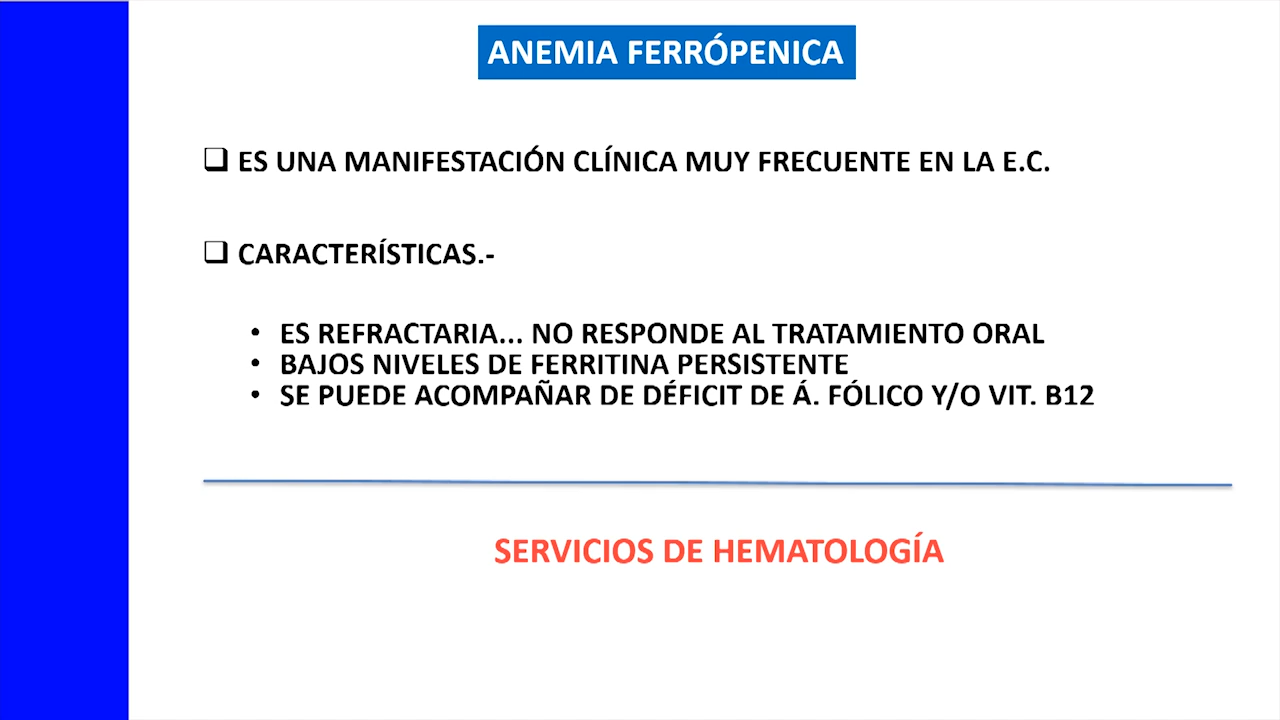 ANEMIA FERRÓPENICA
❑ ES UNA MANIFESTACIÓN CLÍNICA MUY FRECUENTE EN LA E.C.
❑ CARACTERÍSTICAS.-
• ES REFRACTARIA... NO RESPONDE AL TRATAMIENTO ORAL
• BAJOS NIVELES DE FERRITINA PERSISTENTE
• SE PUEDE ACOMPAÑAR DE DÉFICIT DE Á. FÓLICO Y/O VIT. B12
SERVICIOS DE HEMATOLOGÍA